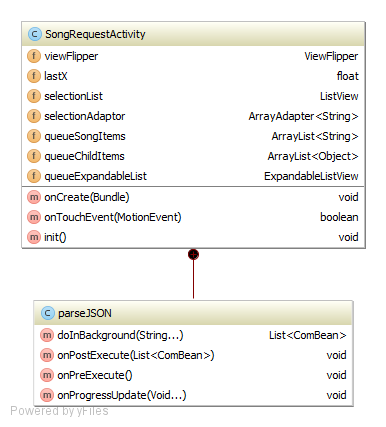 C SongRequestActivity
f viewFlipper ViewFlipper
f lastX float
f selectionList ListView
f selectionAdaptor ArrayAdapter<String>
f queueSongItems ArrayList<String>
f queueChildItems ArrayList<Object>
f queueExpandableList ExpandableListView
m onCreate(Bundle) void
m onTouchEvent(MotionEvent) boolean
m init() void
C parseJSON
m doInBackground(String...) List<ComBean>
m onPostExecute(List<ComBean>) void
m onPreExecute() void
m onProgressUpdate(Void...) void
Powered by yFiles